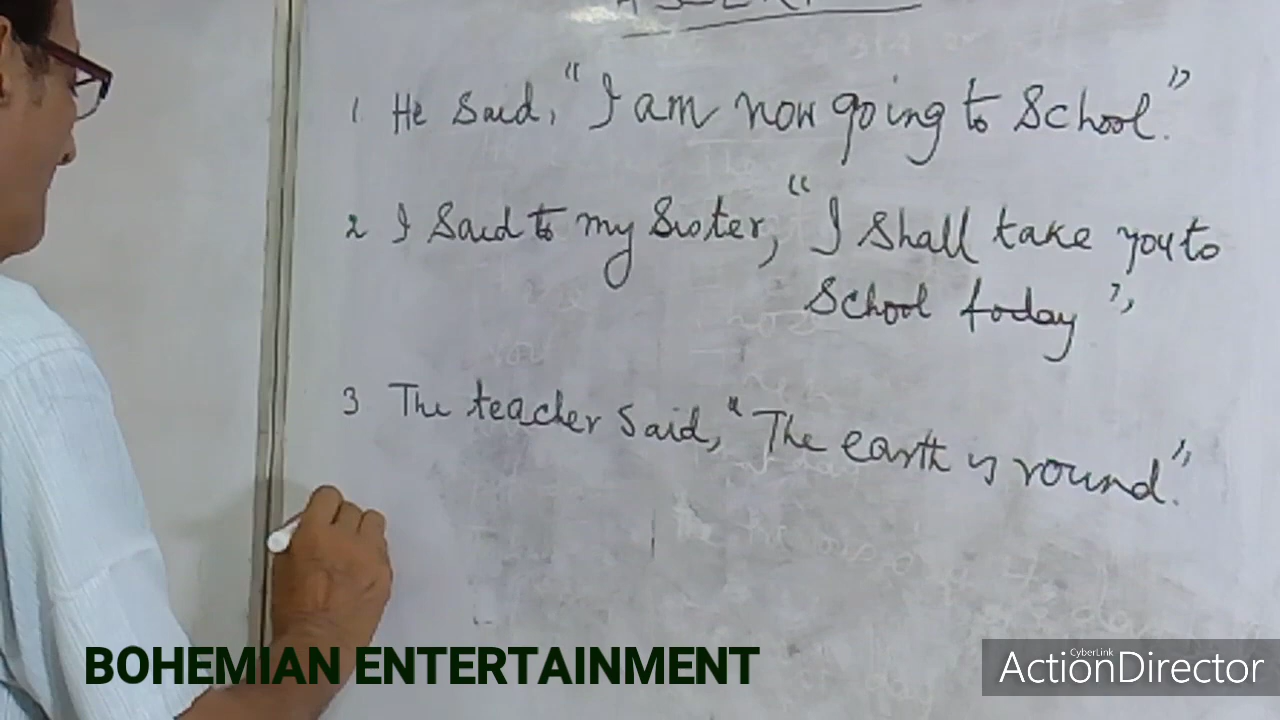 1 He Said, "I am now going to School."
2 I Said to my Sister, "I Shall take you to
School today",
3 The teacher Said, "The earth is round."
BOHEMIAN ENTERTAINMENT
CyberLink
ActionDirector